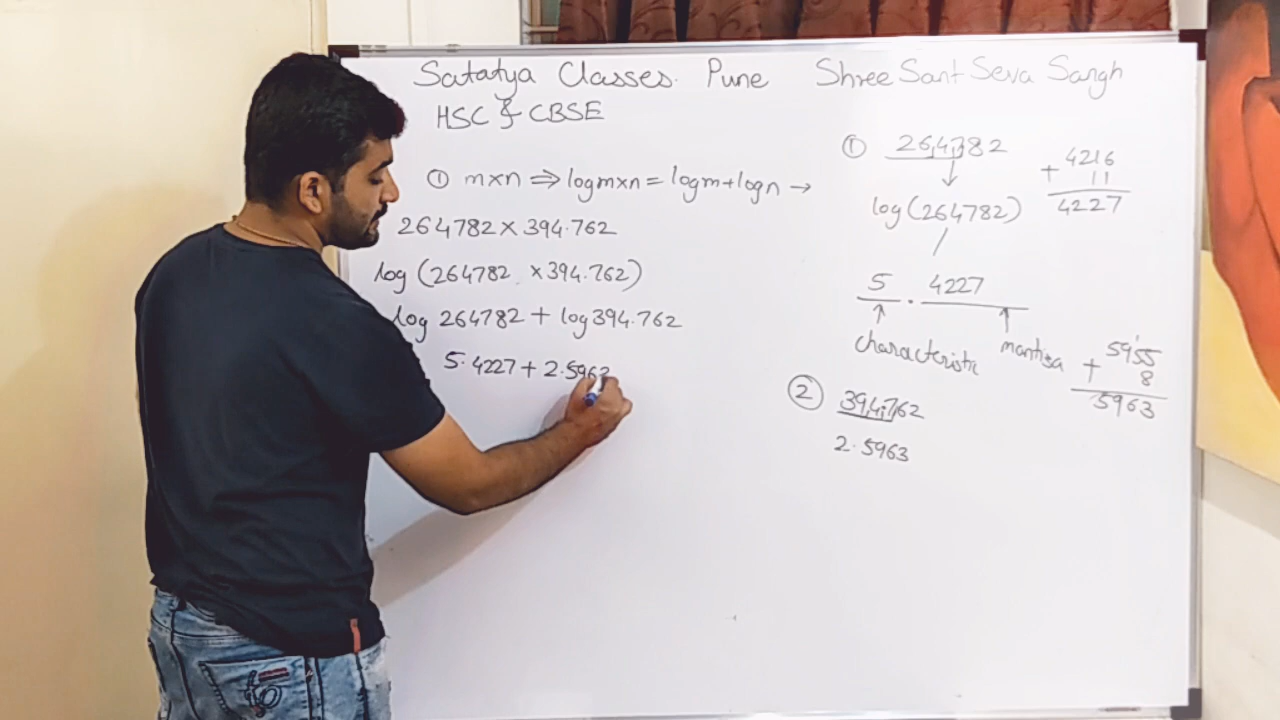 Satatya Classes. Pune Shree Sant Seva Sangh
HSC & CBSE
① m×n ⇒ log m×n = log m + log n →
264782 × 394.762
log (264782 × 394.762)
log 264782 + log 394.762
5.4227 + 2.5963
① 264782
log (264782)
5 . 4227
characteristic mantisa
4216
+ 11
4227
② 394.762
2.5963
5955
+ 8
5963